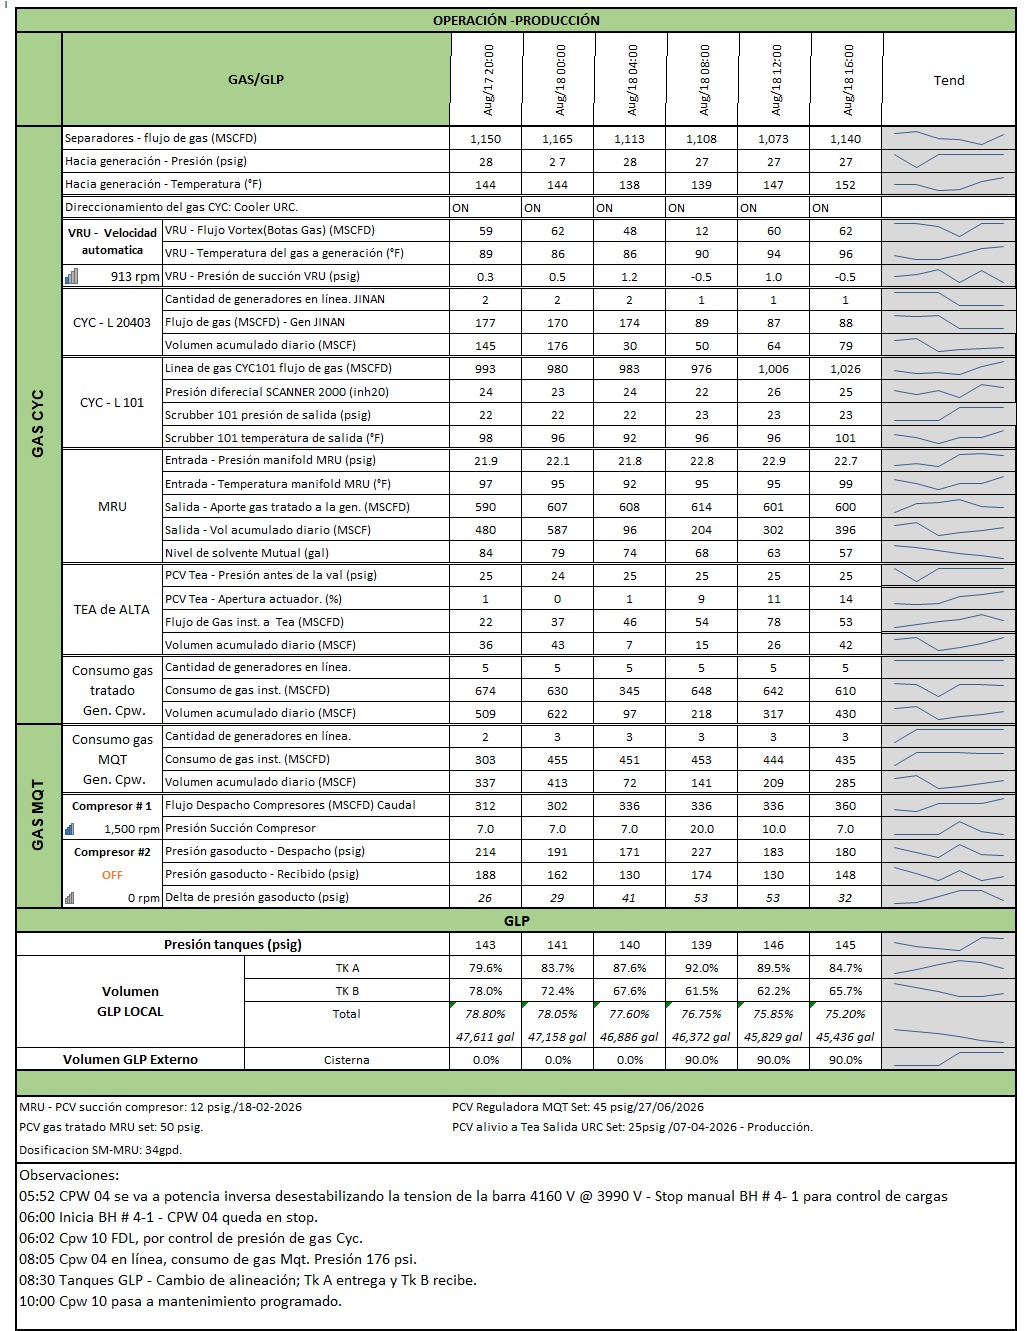 OPERACIÓN -PRODUCCIÓN
GAS/GLP Aug/17 20:00 Aug/18 00:00 Aug/18 04:00 Aug/18 08:00 Aug/18 12:00 Aug/18 16:00 Tend
GAS CYC
Separadores - flujo de gas (MSCFD) 1,150 1,165 1,113 1,108 1,073 1,140
Hacia generación - Presión (psig) 28 2 7 28 27 27 27
Hacia generación - Temperatura (°F) 144 144 138 139 147 152
Direccionamiento del gas CYC: Cooler URC. ON ON ON ON ON ON
VRU - Velocidad automatica
VRU - Flujo Vortex(Botas Gas) (MSCFD) 59 62 48 12 60 62
VRU - Temperatura del gas a generación (°F) 89 86 86 90 94 96
913 rpm VRU - Presión de succión VRU (psig) 0.3 0.5 1.2 -0.5 1.0 -0.5
CYC - L 20403
Cantidad de generadores en línea. JINAN 2 2 2 1 1 1
Flujo de gas (MSCFD) - Gen JINAN 177 170 174 89 87 88
Volumen acumulado diario (MSCF) 145 176 30 50 64 79
CYC - L 101
Linea de gas CYC101 flujo de gas (MSCFD) 993 980 983 976 1,006 1,026
Presión diferecial SCANNER 2000 (inh20) 24 23 24 22 26 25
Scrubber 101 presión de salida (psig) 22 22 22 23 23 23
Scrubber 101 temperatura de salida (°F) 98 96 92 96 96 101
MRU
Entrada - Presión manifold MRU (psig) 21.9 22.1 21.8 22.8 22.9 22.7
Entrada - Temperatura manifold MRU (°F) 97 95 92 95 95 99
Salida - Aporte gas tratado a la gen. (MSCFD) 590 607 608 614 601 600
Salida - Vol acumulado diario (MSCF) 480 587 96 204 302 396
Nivel de solvente Mutual (gal) 84 79 74 68 63 57
TEA de ALTA
PCV Tea - Presión antes de la val (psig) 25 24 25 25 25 25
PCV Tea - Apertura actuador. (%) 1 0 1 9 11 14
Flujo de Gas inst. a Tea (MSCFD) 22 37 46 54 78 53
Volumen acumulado diario (MSCF) 36 43 7 15 26 42
Consumo gas tratado Gen. Cpw.
Cantidad de generadores en línea. 5 5 5 5 5 5
Consumo de gas inst. (MSCFD) 674 630 345 648 642 610
Volumen acumulado diario (MSCF) 509 622 97 218 317 430
GAS MQT
Consumo gas MQT Gen. Cpw.
Cantidad de generadores en línea. 2 3 3 3 3 3
Consumo de gas inst. (MSCFD) 303 455 451 453 444 435
Volumen acumulado diario (MSCF) 337 413 72 141 209 285
Compresor # 1 Flujo Despacho Compresores (MSCFD) Caudal 312 302 336 336 336 360
1,500 rpm Presión Succión Compresor 7.0 7.0 7.0 20.0 10.0 7.0
Compresor #2 Presión gasoducto - Despacho (psig) 214 191 171 227 183 180
OFF Presión gasoducto - Recibido (psig) 188 162 130 174 130 148
0 rpm Delta de presión gasoducto (psig) 26 29 41 53 53 32
GLP
Presión tanques (psig) 143 141 140 139 146 145
Volumen GLP LOCAL
TK A 79.6% 83.7% 87.6% 92.0% 89.5% 84.7%
TK B 78.0% 72.4% 67.6% 61.5% 62.2% 65.7%
Total 78.80% 78.05% 77.60% 76.75% 75.85% 75.20%
47,611 gal 47,158 gal 46,886 gal 46,372 gal 45,829 gal 45,436 gal
Volumen GLP Externo Cisterna 0.0% 0.0% 0.0% 90.0% 90.0% 90.0%
MRU - PCV succión compresor: 12 psig./18-02-2026 PCV Reguladora MQT Set: 45 psig/27/06/2026
PCV gas tratado MRU set: 50 psig. PCV alivio a Tea Salida URC Set: 25psig /07-04-2026 - Producción.
Dosificacion SM-MRU: 34gpd.
Observaciones:
05:52 CPW 04 se va a potencia inversa desestabilizando la tension de la barra 4160 V @ 3990 V - Stop manual BH # 4- 1 para control de cargas
06:00 Inicia BH # 4-1 - CPW 04 queda en stop.
06:02 Cpw 10 FDL, por control de presión de gas Cyc.
08:05 Cpw 04 en línea, consumo de gas Mqt. Presión 176 psi.
08:30 Tanques GLP - Cambio de alineación; Tk A entrega y Tk B recibe.
10:00 Cpw 10 pasa a mantenimiento programado.